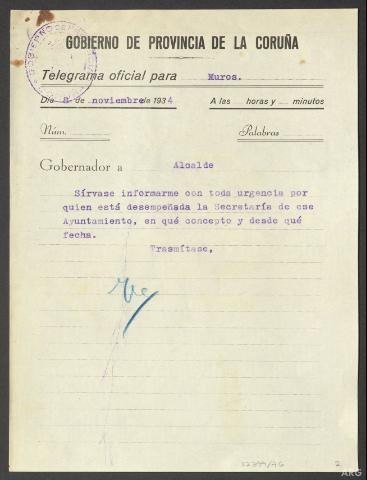 GOBIERNO DE PROVINCIA DE LA CORUÑA
Telegrama oficial para Muros.
Día 8 de noviembre de 1934 A las horas y minutos
Núm. Palabras
Gobernador a Alcalde
Sírvase informarme con toda urgencia por
quien está desempeñada la Secretaría de ese
Ayuntamiento, en qué concepto y desde qué
fecha.
Trasmítase,
2
ARG